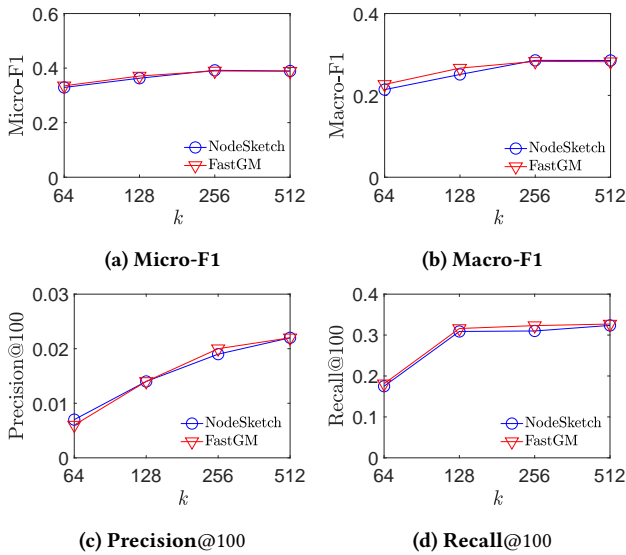 Micro-F1
0.6
0.4
0.2
0
64 128 256 512
k
NodeSketch
FastGM
(a) Micro-F1
Macro-F1
0.4
0.2
0
64 128 256 512
k
NodeSketch
FastGM
(b) Macro-F1
Precision@100
0.03
0.02
0.01
0
64 128 256 512
k
NodeSketch
FastGM
(c) Precision@100
Recall@100
0.4
0.3
0.2
0.1
0
64 128 256 512
k
NodeSketch
FastGM
(d) Recall@100